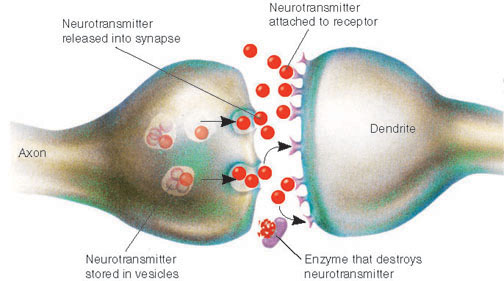 Neurotransmitter
released into synapse
Neurotransmitter
attached to receptor
Axon
Dendrite
Neurotransmitter
stored in vesicles
Enzyme that destroys
neurotransmitter